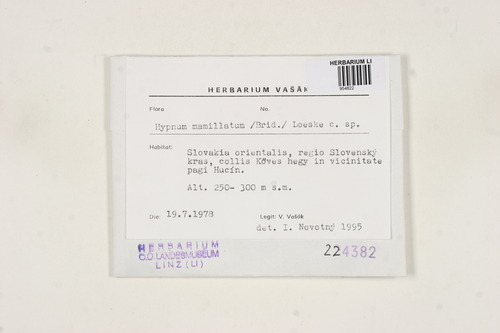 HERBARIUM LI
HERBARIUM VAŠÁK
Flora No.
Hypnum mamillatum /Brid./ Loeske c. sp.
Habitat:
Slovakia orientalis, regio Slovenský
kras, collis Köves hegy in vicinitate
pagi Hucín.
Alt. 250- 300 m s.m.
Die: 19.7.1978 Legit: V. Vašák
det. I. Novotný 1995
HERBARIUM
O.Ö. LANDESMUSEUM
LINZ (LI)
224382